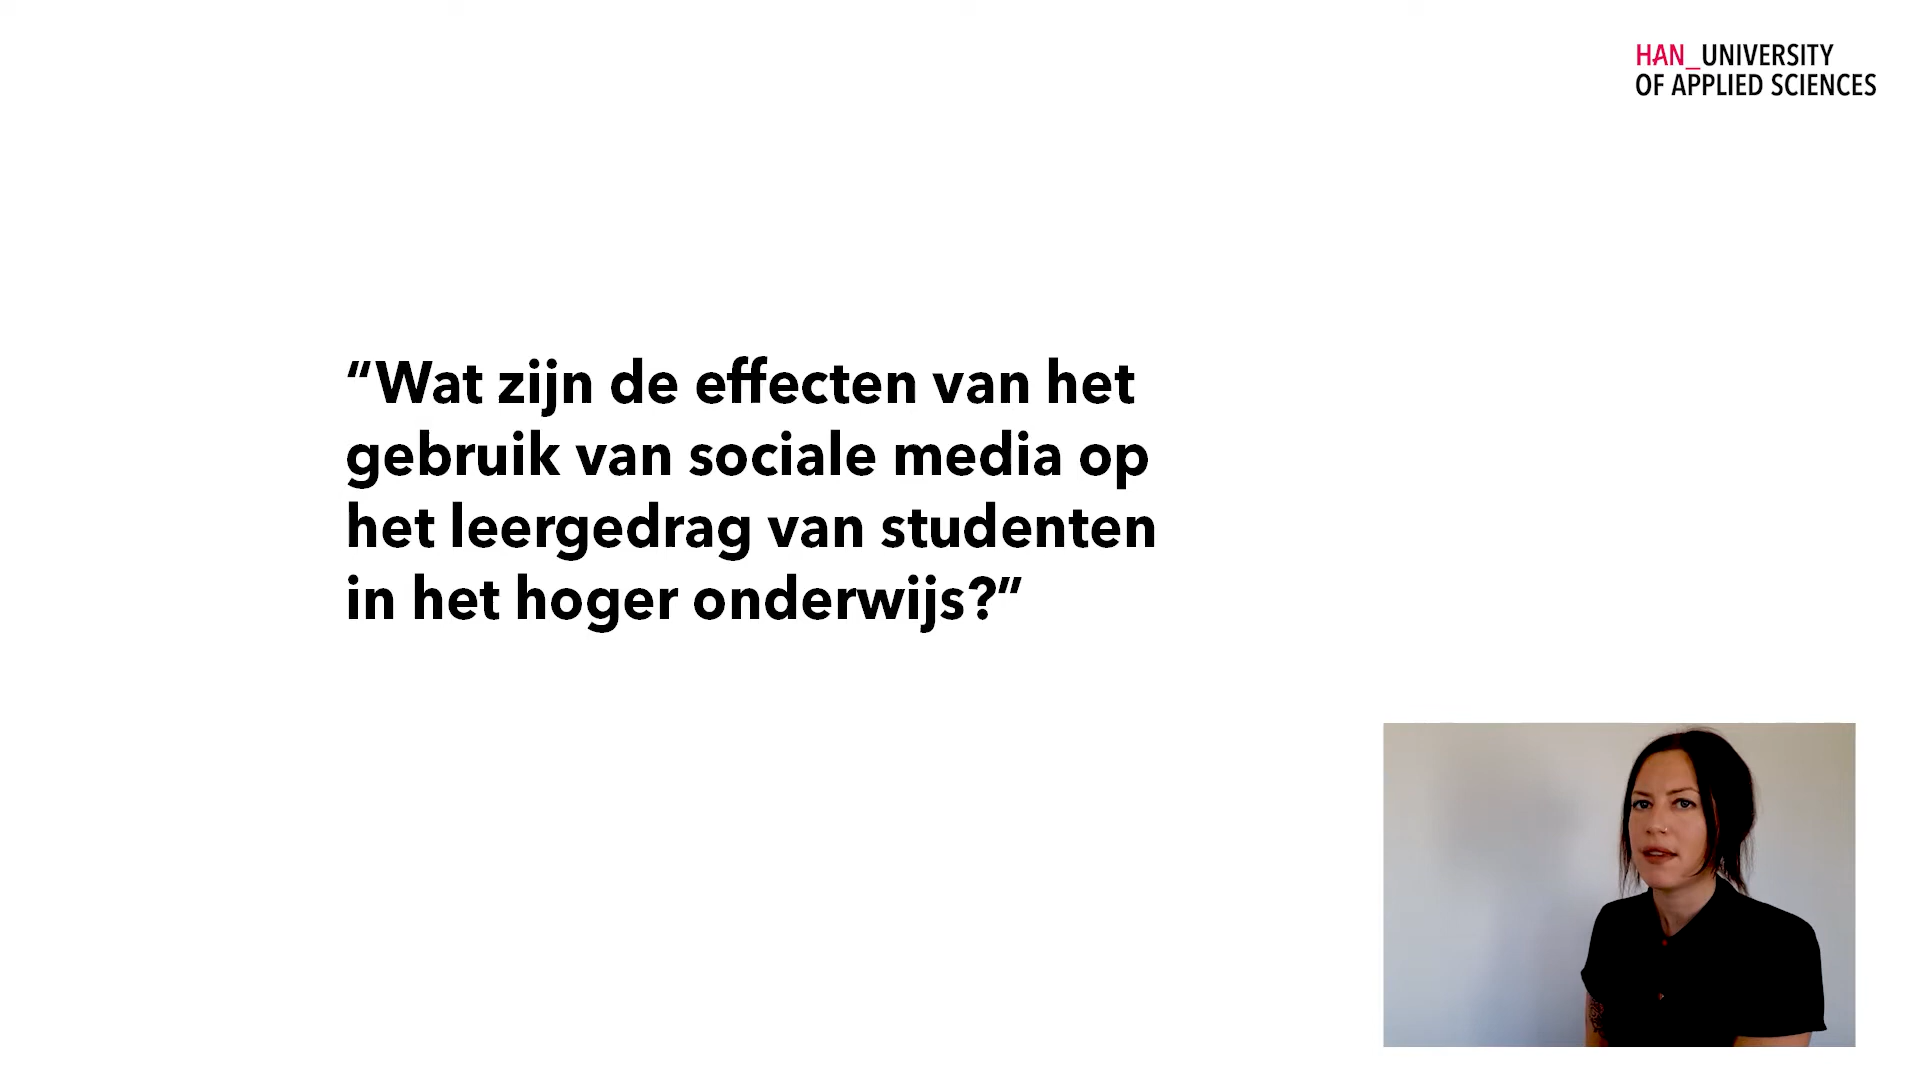 HAN_UNIVERSITY
OF APPLIED SCIENCES
“Wat zijn de effecten van het
gebruik van sociale media op
het leergedrag van studenten
in het hoger onderwijs?”